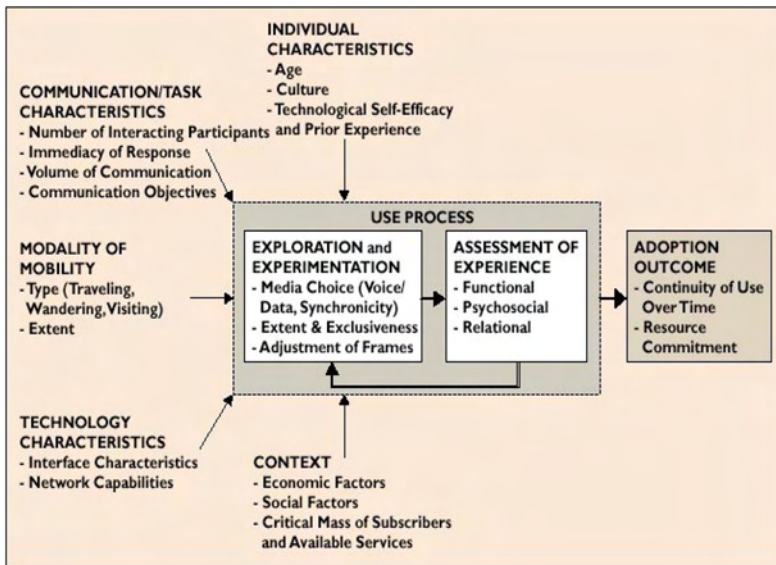 INDIVIDUAL
CHARACTERISTICS
- Age
- Culture
- Technological Self-Efficacy
and Prior Experience
COMMUNICATION/TASK
CHARACTERISTICS
- Number of Interacting Participants
- Immediacy of Response
- Volume of Communication
- Communication Objectives
MODALITY OF
MOBILITY
- Type (Traveling,
Wandering, Visiting)
- Extent
TECHNOLOGY
CHARACTERISTICS
- Interface Characteristics
- Network Capabilities
USE PROCESS
EXPLORATION and
EXPERIMENTATION
- Media Choice (Voice/
Data, Synchronicity)
- Extent & Exclusiveness
- Adjustment of Frames
ASSESSMENT OF
EXPERIENCE
- Functional
- Psychosocial
- Relational
ADOPTION
OUTCOME
- Continuity of Use
Over Time
- Resource
Commitment
CONTEXT
- Economic Factors
- Social Factors
- Critical Mass of Subscribers
and Available Services